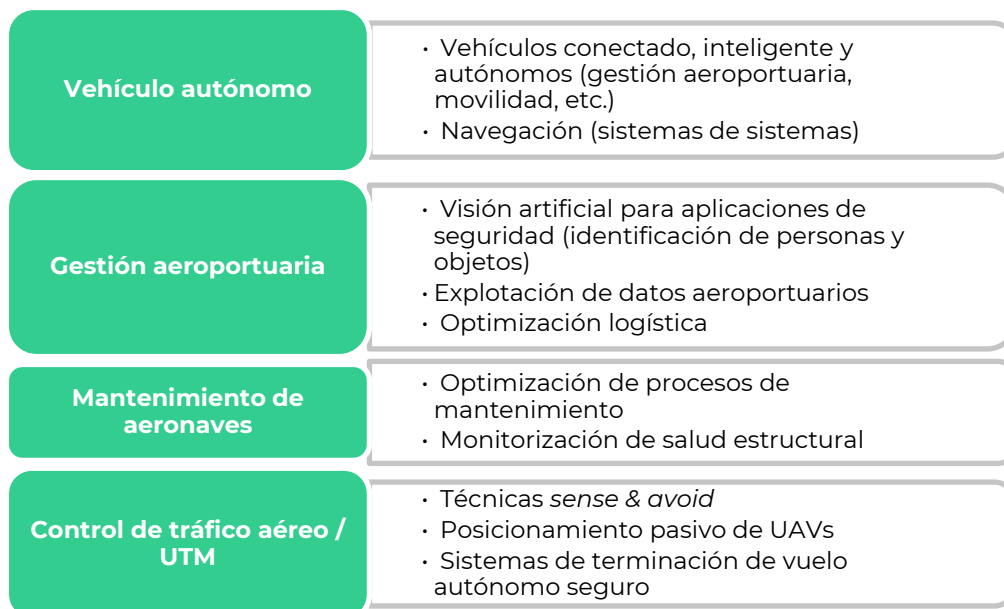 Vehículo autónomo
· Vehículos conectado, inteligente y
autónomos (gestión aeroportuaria,
movilidad, etc.)
· Navegación (sistemas de sistemas)
Gestión aeroportuaria
· Visión artificial para aplicaciones de
seguridad (identificación de personas y
objetos)
· Explotación de datos aeroportuarios
· Optimización logística
Mantenimiento de
aeronaves
· Optimización de procesos de
mantenimiento
· Monitorización de salud estructural
Control de tráfico aéreo /
UTM
· Técnicas sense & avoid
· Posicionamiento pasivo de UAVs
· Sistemas de terminación de vuelo
autónomo seguro